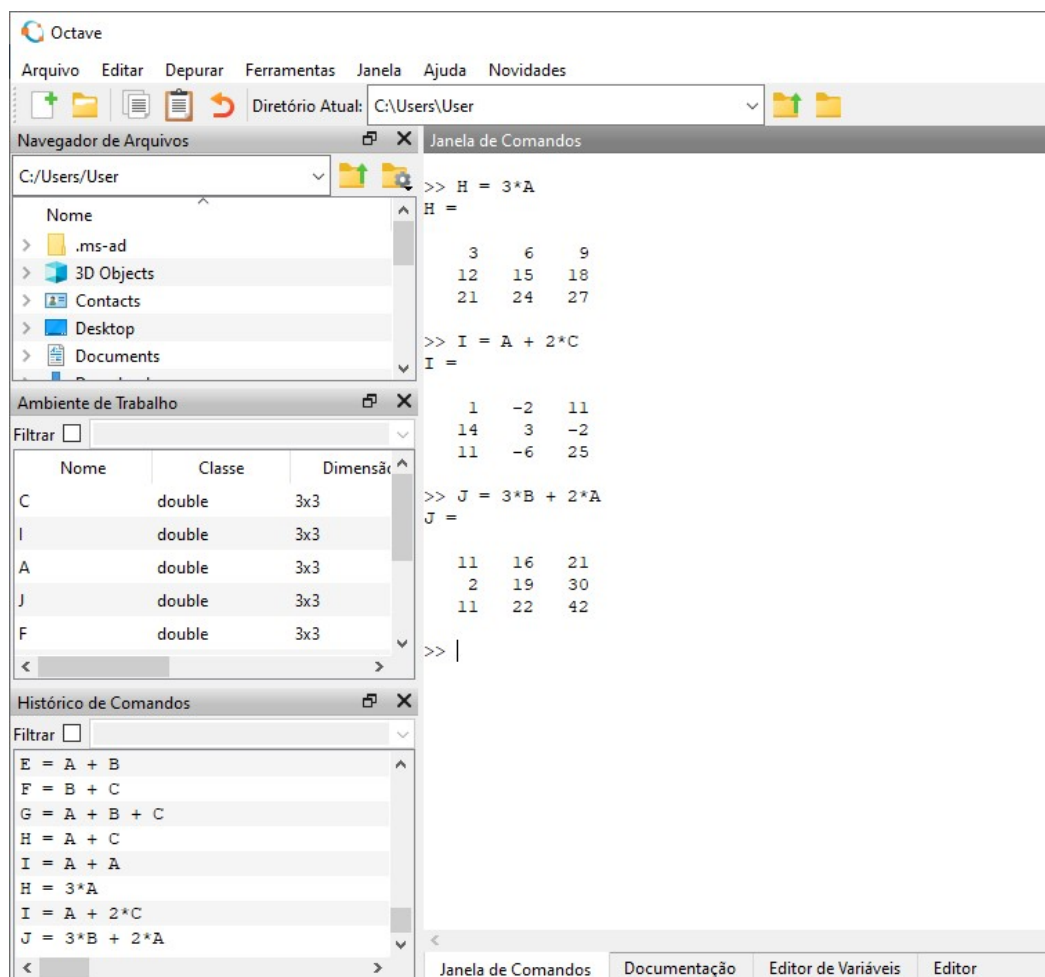 Octave
Arquivo Editar Depurar Ferramentas Janela Ajuda Novidades
Diretório Atual: C:\Users\User
Navegador de Arquivos
C:/Users/User
Nome
.ms-ad
3D Objects
Contacts
Desktop
Documents
Ambiente de Trabalho
Filtrar
Nome Classe Dimensão
C double 3x3
I double 3x3
A double 3x3
J double 3x3
F double 3x3
Histórico de Comandos
Filtrar
E = A + B
F = B + C
G = A + B + C
H = A + C
I = A + A
H = 3*A
I = A + 2*C
J = 3*B + 2*A
Janela de Comandos
>> H = 3*A
H =
3 6 9
12 15 18
21 24 27
>> I = A + 2*C
I =
1 -2 11
14 3 -2
11 -6 25
>> J = 3*B + 2*A
J =
11 16 21
2 19 30
11 22 42
>>
Janela de Comandos Documentação Editor de Variáveis Editor